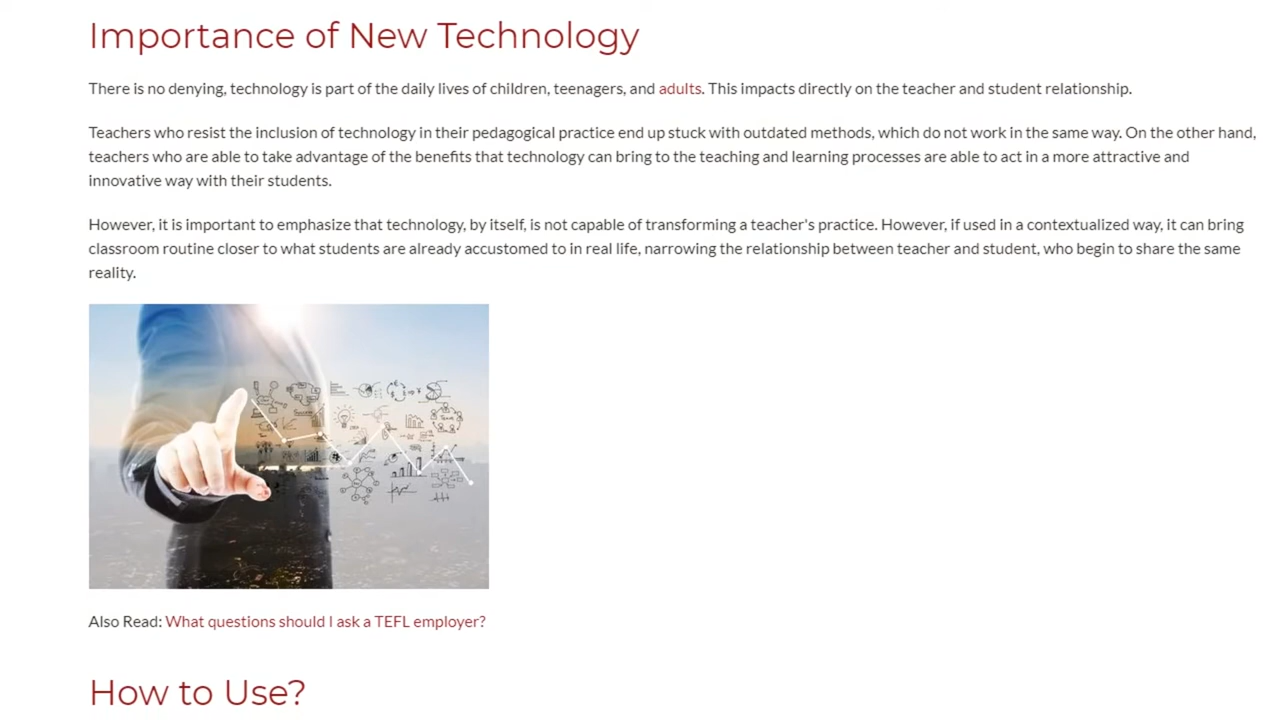 Importance of New Technology
There is no denying, technology is part of the daily lives of children, teenagers, and adults. This impacts directly on the teacher and student relationship.
Teachers who resist the inclusion of technology in their pedagogical practice end up stuck with outdated methods, which do not work in the same way. On the other hand,
teachers who are able to take advantage of the benefits that technology can bring to the teaching and learning processes are able to act in a more attractive and
innovative way with their students.
However, it is important to emphasize that technology, by itself, is not capable of transforming a teacher's practice. However, if used in a contextualized way, it can bring
classroom routine closer to what students are already accustomed to in real life, narrowing the relationship between teacher and student, who begin to share the same
reality.
Also Read: What questions should I ask a TEFL employer?
How to Use?